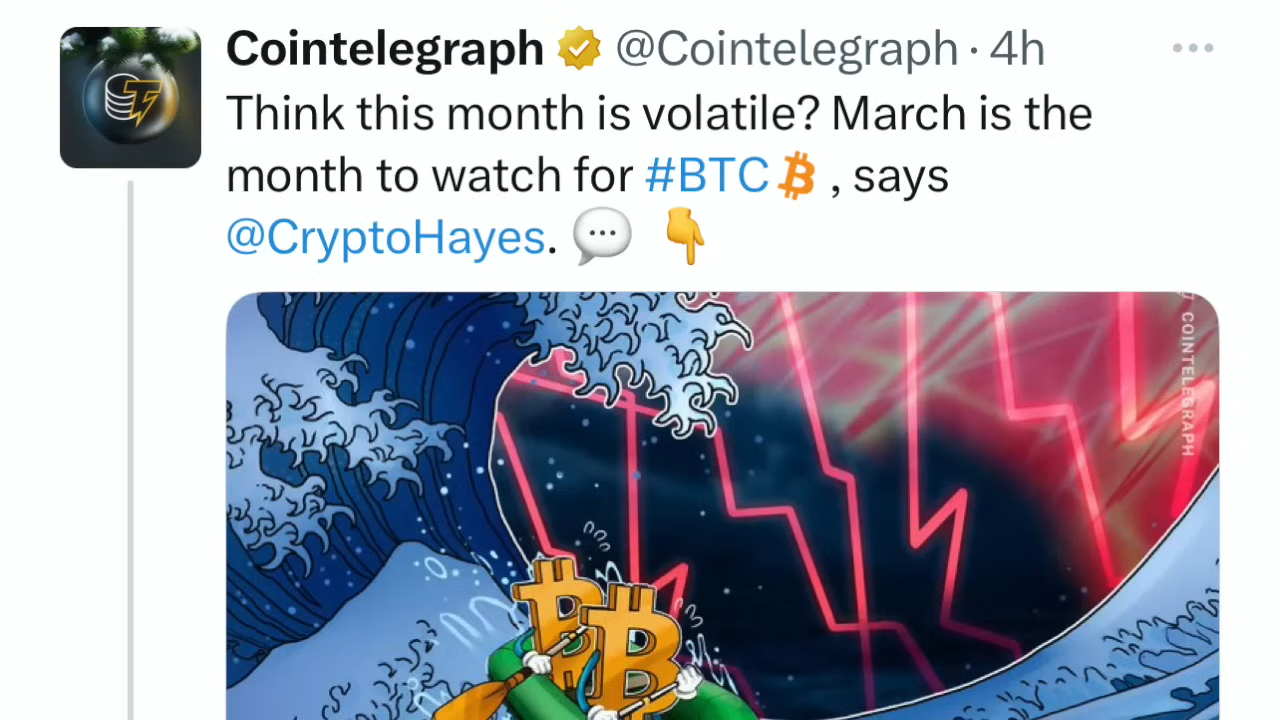 Cointelegraph @Cointelegraph · 4h
Think this month is volatile? March is the
month to watch for #BTC , says
@CryptoHayes. 💬 👇
COINTELEGRAPH